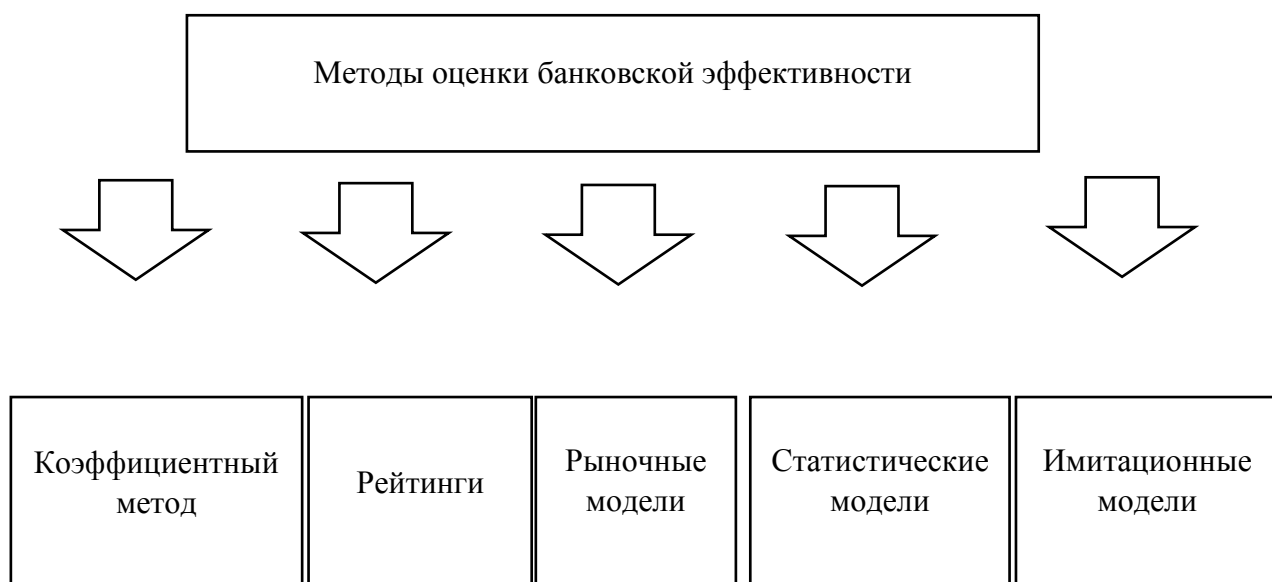 Методы оценки банковской эффективности
Коэффициентный
метод
Рейтинги
Рыночные
модели
Статистические
модели
Имитационные
модели